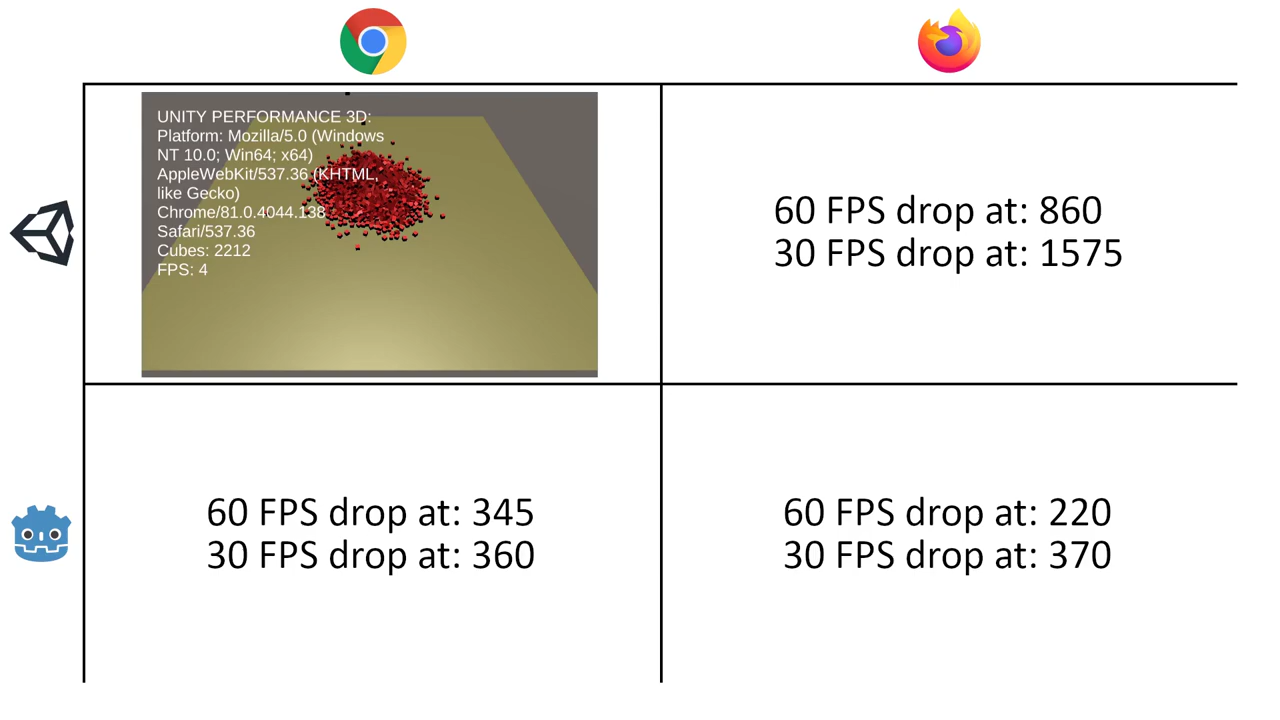 UNITY PERFORMANCE 3D:
Platform: Mozilla/5.0 (Windows
NT 10.0; Win64; x64)
AppleWebKit/537.36 (KHTML,
like Gecko)
Chrome/81.0.4044.138
Safari/537.36
Cubes: 2212
FPS: 4
60 FPS drop at: 860
30 FPS drop at: 1575
60 FPS drop at: 345
30 FPS drop at: 360
60 FPS drop at: 220
30 FPS drop at: 370